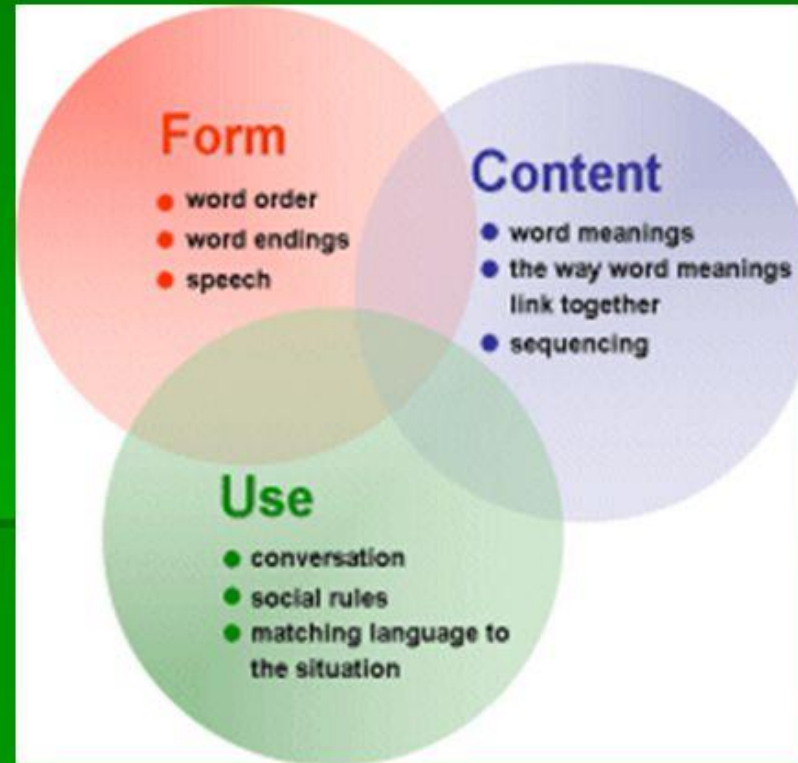 Form
● word order
● word endings
● speech
Content
● word meanings
● the way word meanings
link together
● sequencing
Use
● conversation
● social rules
● matching language to
the situation